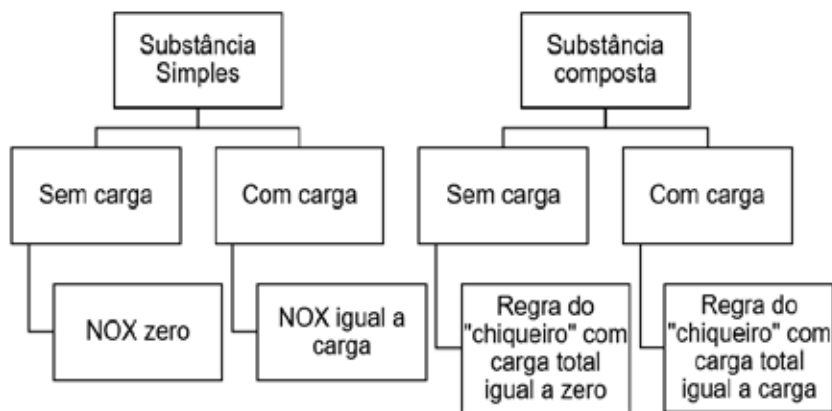 Substância
Simples
Substância
composta
Sem carga
Com carga
Sem carga
Com carga
NOX zero
NOX igual a
carga
Regra do
"chiqueiro" com
carga total
igual a zero
Regra do
"chiqueiro" com
carga total
igual a carga